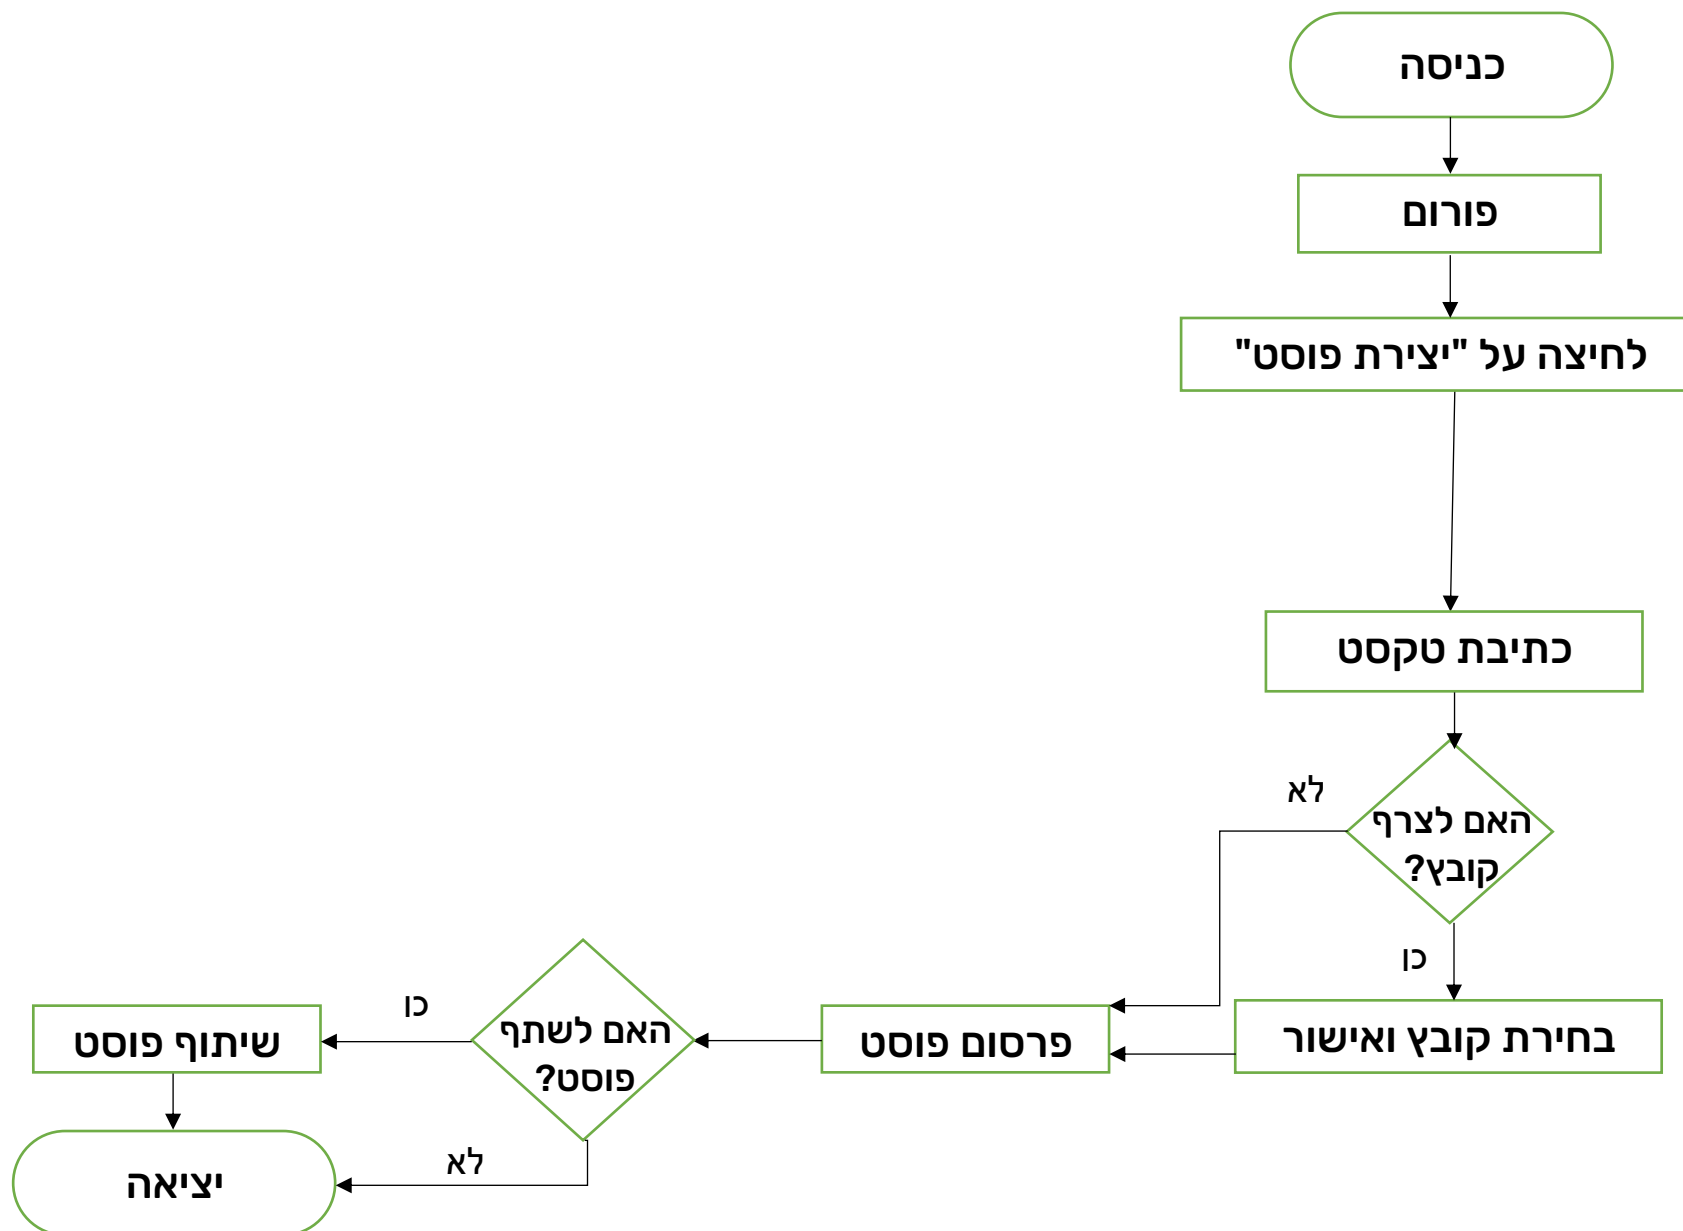 כניסה
פורום
לחיצה על "יצירת פוסט"
כתיבת טקסט
האם לצרף
קובץ?
לא
כן
בחירת קובץ ואישור
פרסום פוסט
האם לשתף
פוסט?
כן
שיתוף פוסט
לא
יציאה